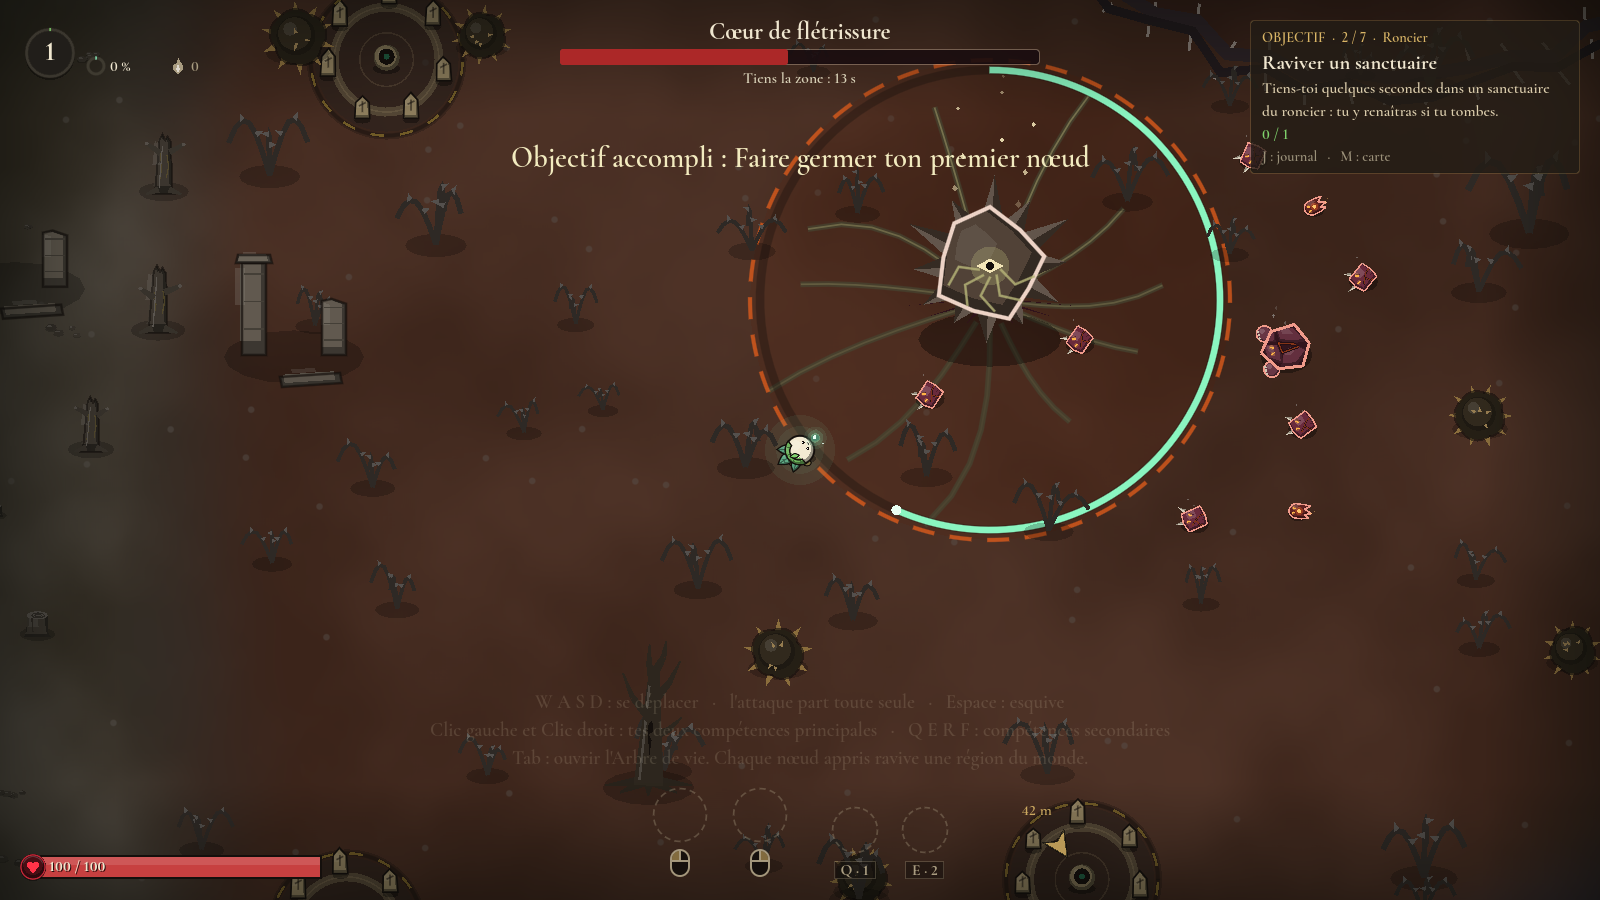 1
0 %
0
Cœur de flétrissure
Tiens la zone : 13 s
OBJECTIF · 2 / 7 · Roncier
Raviver un sanctuaire
Tiens-toi quelques secondes dans un sanctuaire
du roncier : tu y renaîtras si tu tombes.
0 / 1
J : journal · M : carte
Objectif accompli : Faire germer ton premier nœud
W A S D : se déplacer · l'attaque part toute seule · Espace : esquive
Clic gauche et Clic droit : tes deux compétences principales · Q E R F : compétences secondaires
Tab : ouvrir l'Arbre de vie. Chaque nœud appris ravive une région du monde.
42 m
100 / 100
Q · 1
E · 2